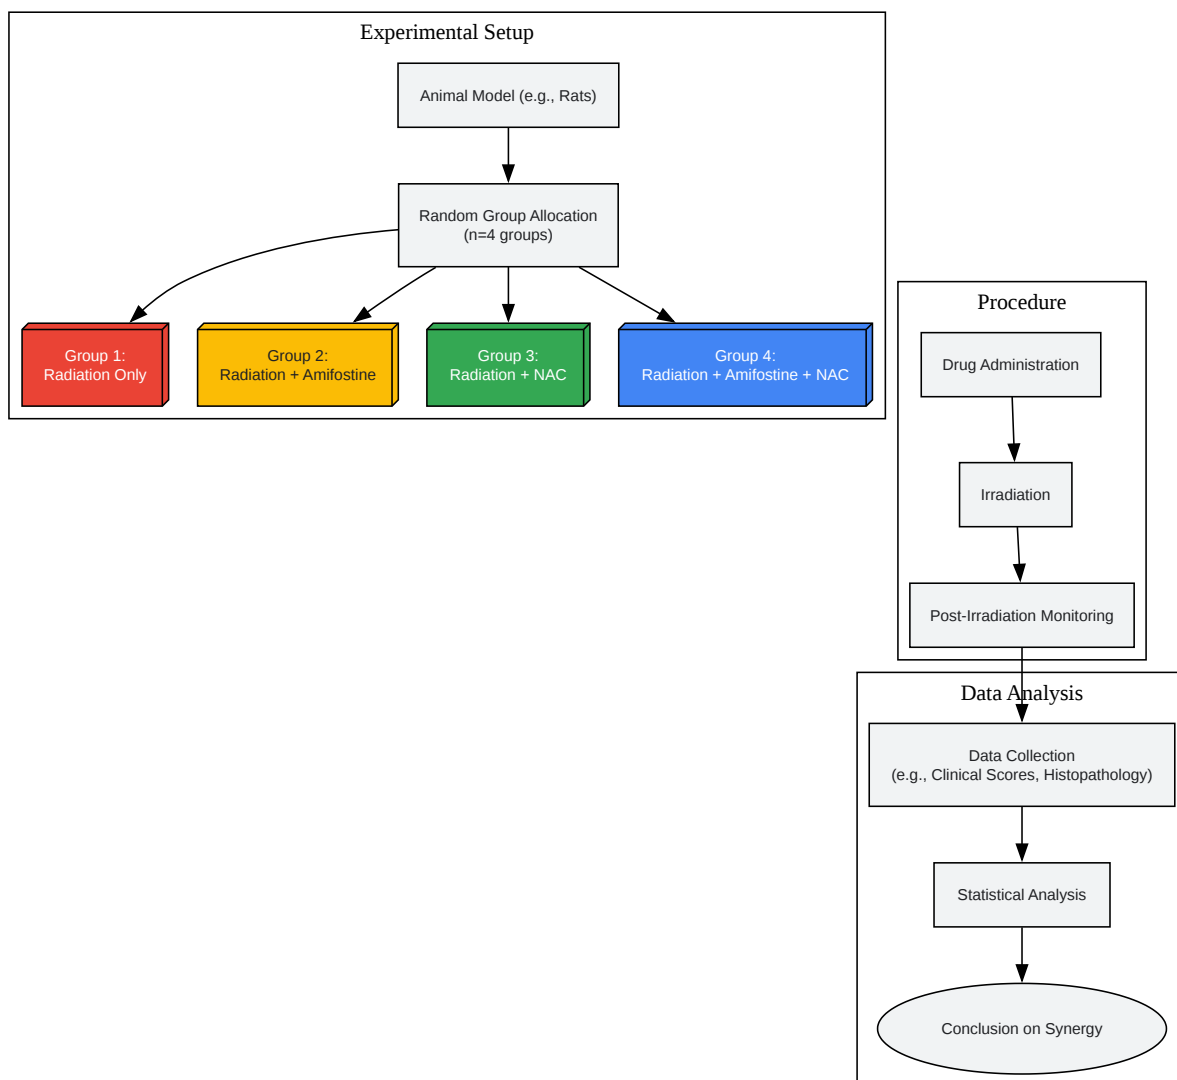 Experimental Setup
Animal Model (e.g., Rats)
Random Group Allocation
(n=4 groups)
Group 1:
Radiation Only
Group 2:
Radiation + Amifostine
Group 3:
Radiation + NAC
Group 4:
Radiation + Amifostine + NAC
Procedure
Drug Administration
Irradiation
Post-Irradiation Monitoring
Data Analysis
Data Collection
(e.g., Clinical Scores, Histopathology)
Statistical Analysis
Conclusion on Synergy